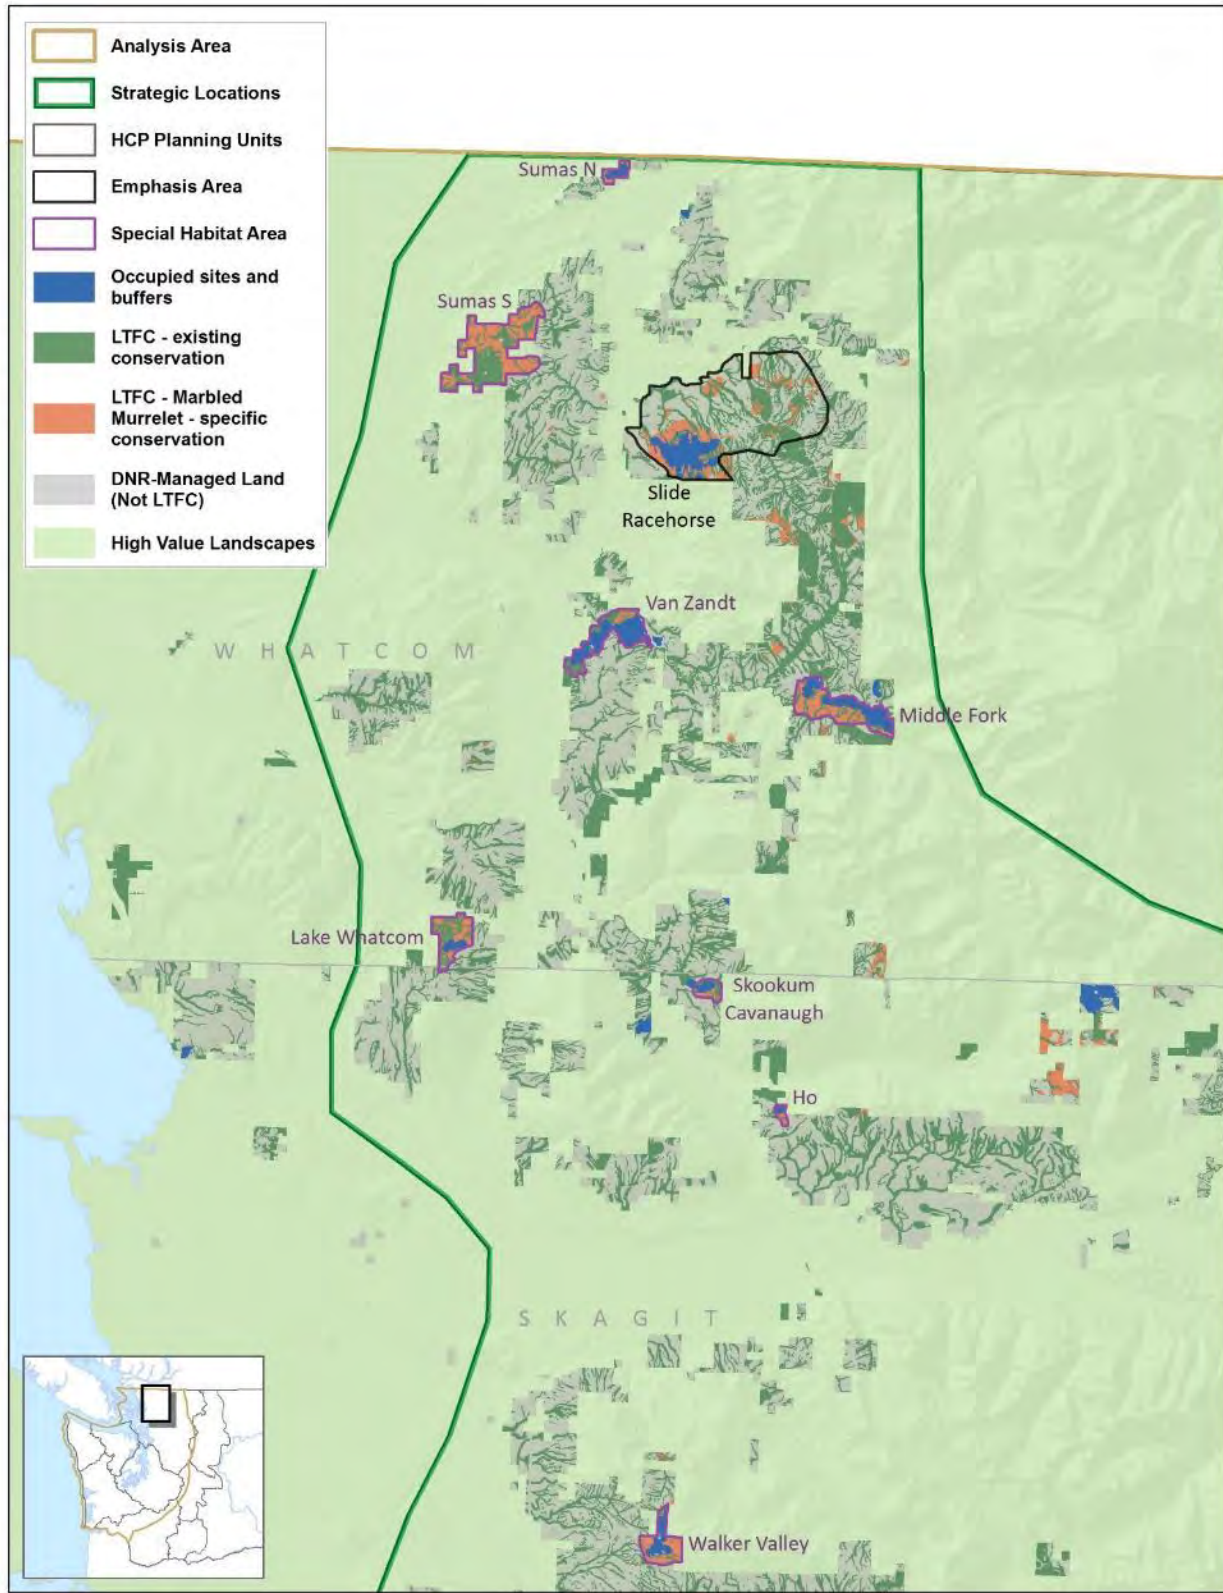 Analysis Area
Strategic Locations
HCP Planning Units
Emphasis Area
Special Habitat Area
Occupied sites and
buffers
LTFC - existing
conservation
LTFC - Marbled
Murrelet - specific
conservation
DNR-Managed Land
(Not LTFC)
High Value Landscapes
Sumas N
Sumas S
Slide
Racehorse
Van Zandt
WHATCOM
Middle Fork
Lake Whatcom
Skookum
Cavanaugh
Ho
SKAGIT
Walker Valley